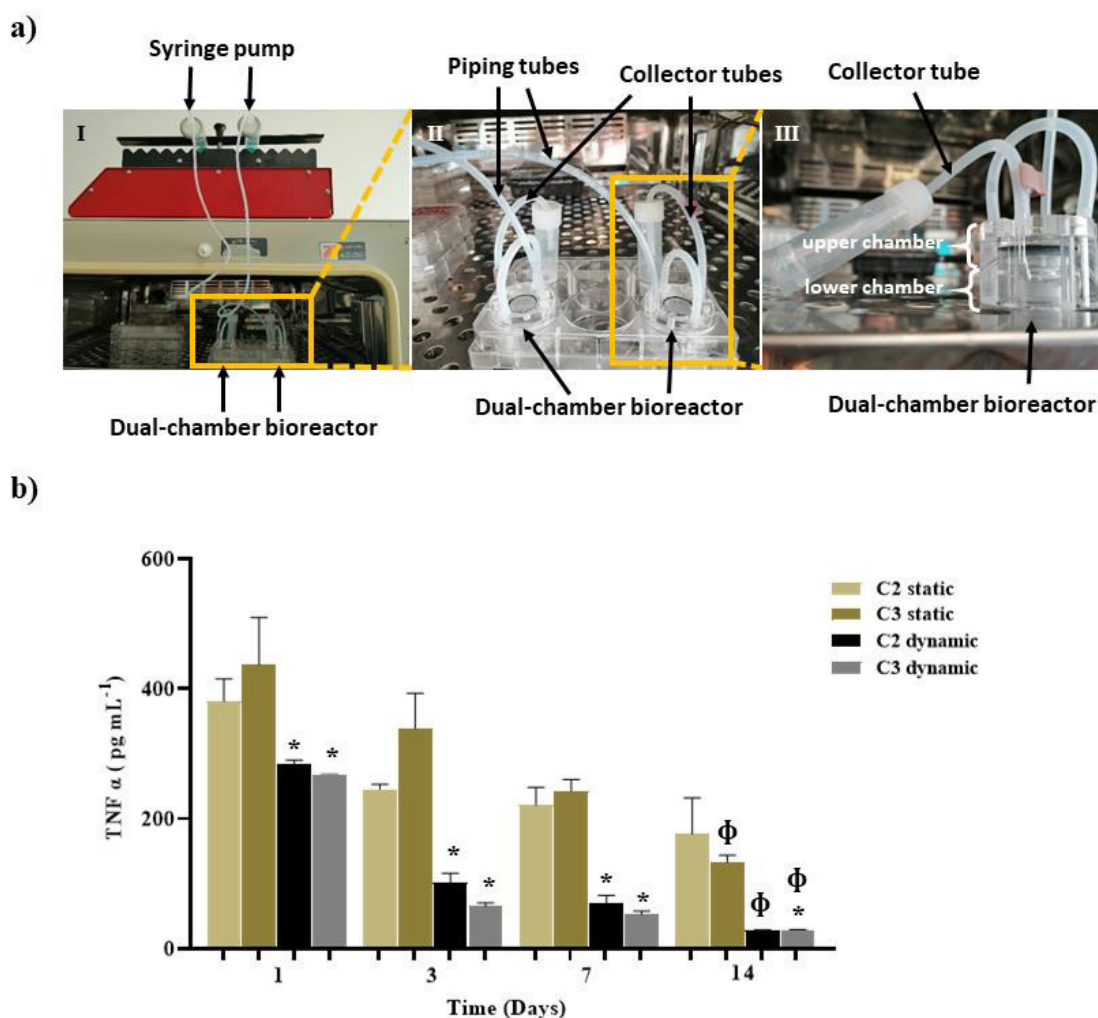 a)
Syringe pump
Piping tubes
Collector tubes
Collector tube
I
II
III
upper chamber
lower chamber
Dual-chamber bioreactor
Dual-chamber bioreactor
Dual-chamber bioreactor
b)
600
400
200
0
TNF α ( pg mL⁻¹)
C2 static
C3 static
C2 dynamic
C3 dynamic
* *
* *
* *
Φ Φ Φ *
1 3 7 14
Time (Days)